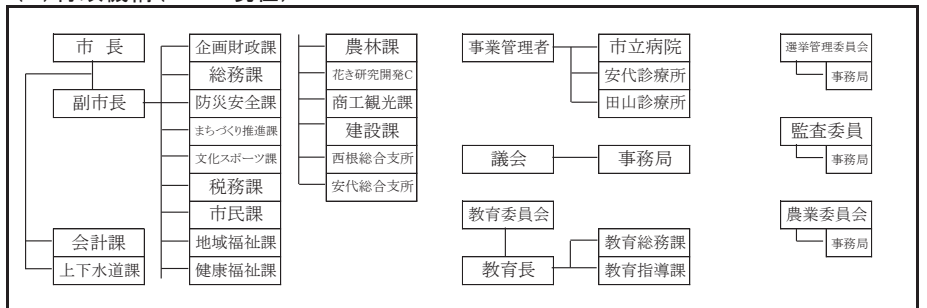 市 長
副市長
会計課
上下水道課
企画財政課
総務課
防災安全課
まちづくり推進課
文化スポーツ課
税務課
市民課
地域福祉課
健康福祉課
農林課
花き研究開発C
商工観光課
建設課
西根総合支所
安代総合支所
事業管理者
市立病院
安代診療所
田山診療所
議会
事務局
教育委員会
教育長
教育総務課
教育指導課
選挙管理委員会
事務局
監査委員
事務局
農業委員会
事務局